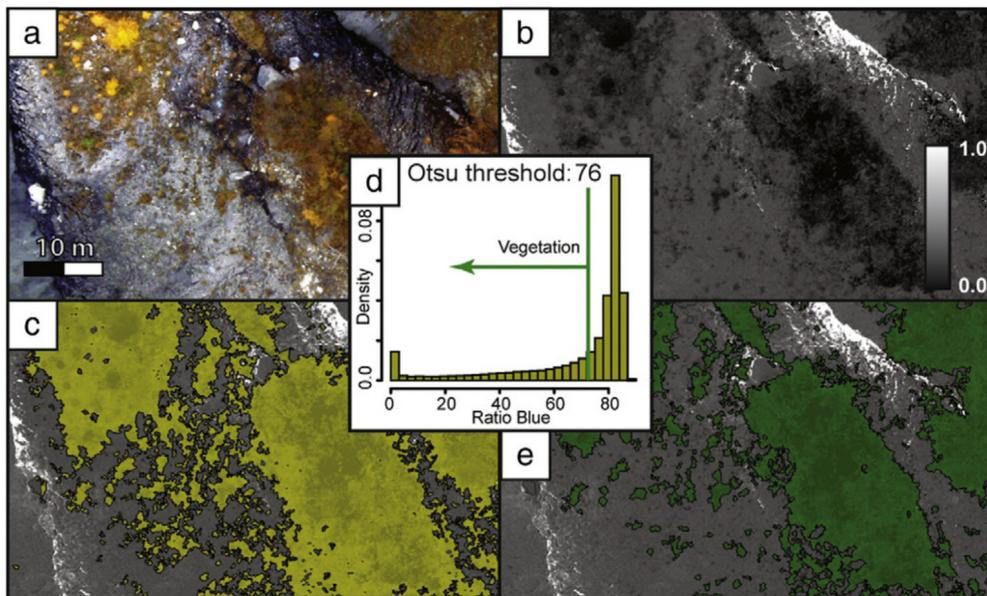 a
b
10 m
1.0
0.0
d
Otsu threshold: 76
Vegetation
0.08
Density
0.0
0
20
40
60
80
Ratio Blue
c
e